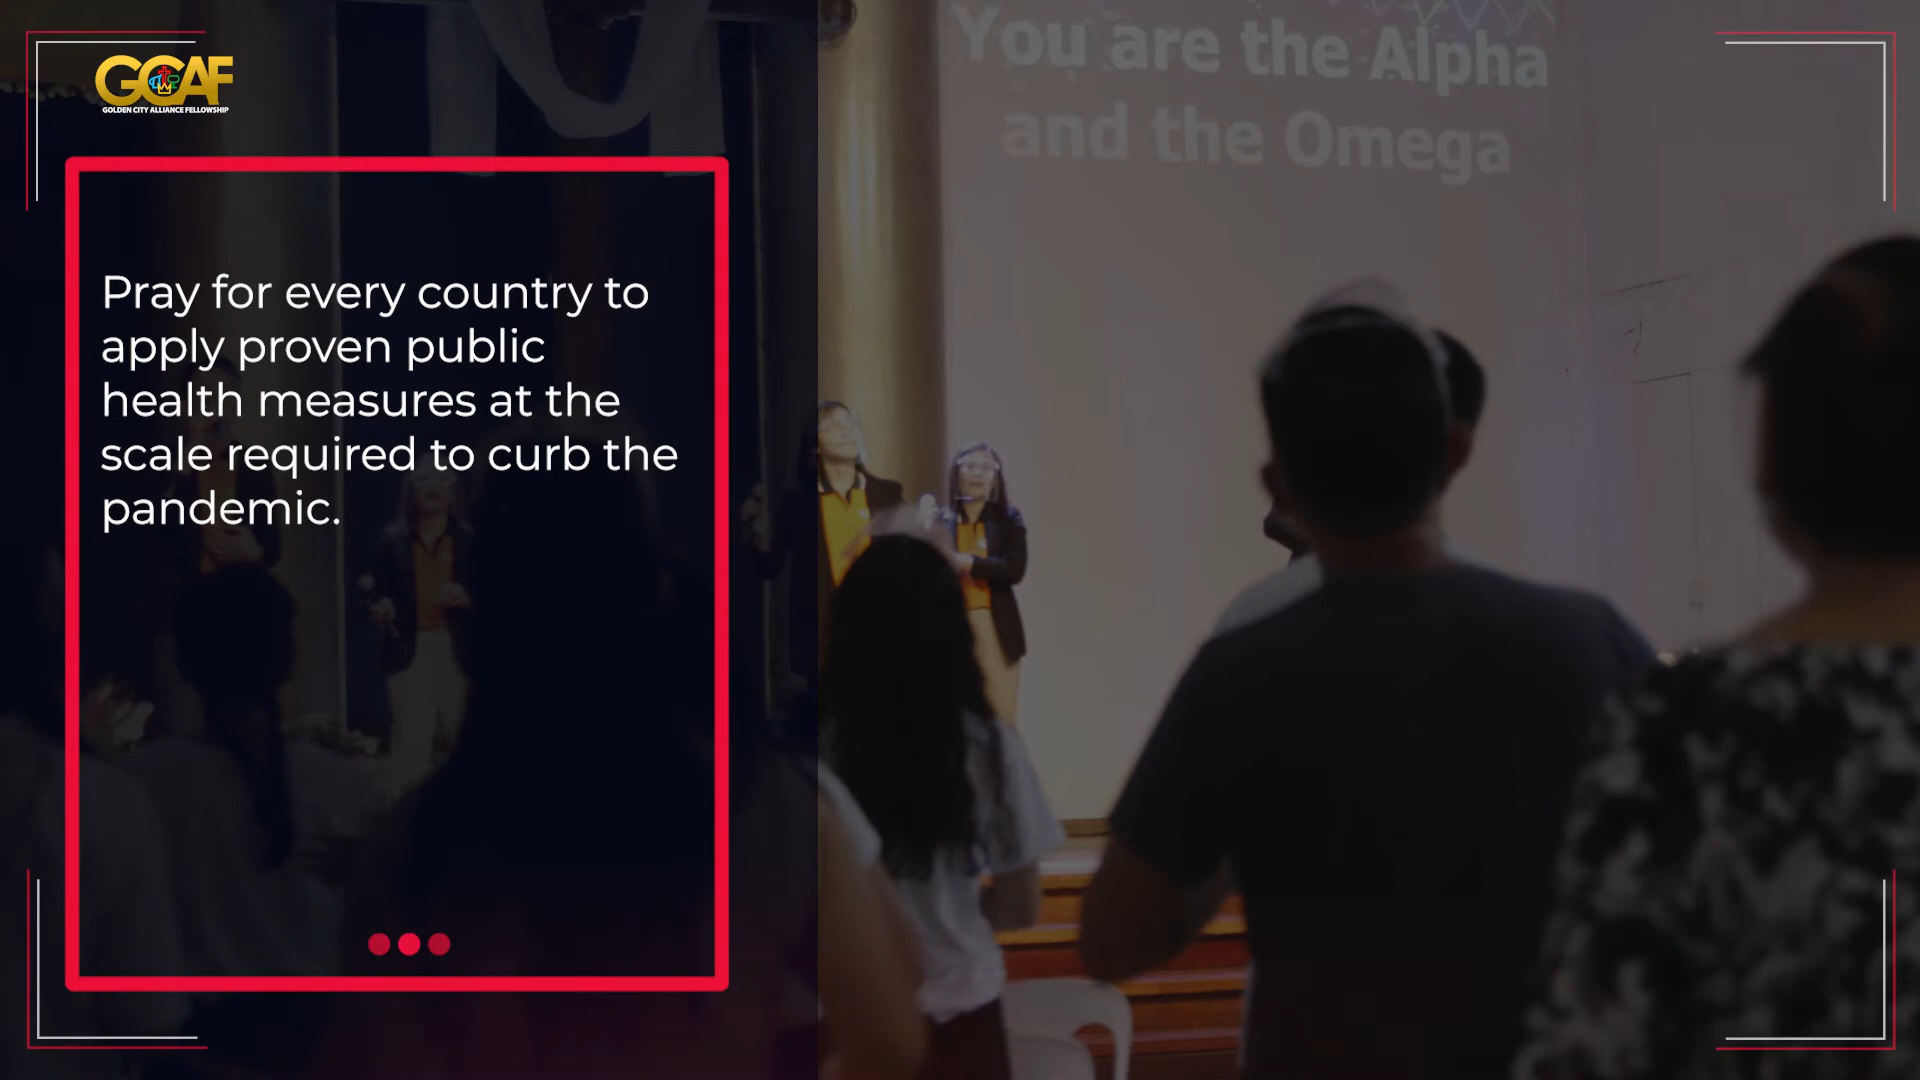 You are the Alpha
and the Omega
GCAF
GOLDEN CITY ALLIANCE FELLOWSHIP
Pray for every country to
apply proven public
health measures at the
scale required to curb the
pandemic.